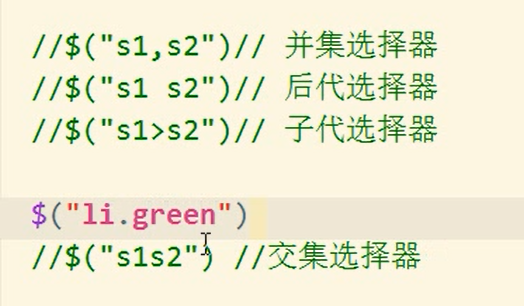 //$("s1,s2")// 并集选择器
//$("s1 s2")// 后代选择器
//$("s1>s2")// 子代选择器
$("li.green")
//$("s1s2") //交集选择器